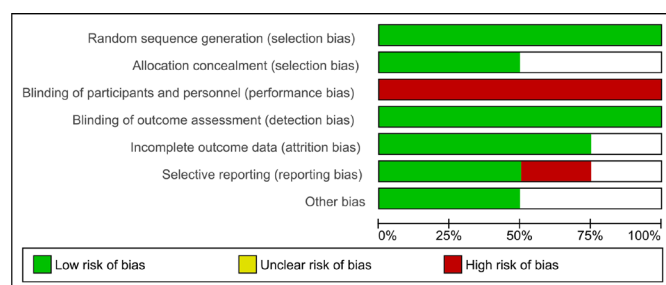 Random sequence generation (selection bias)
Allocation concealment (selection bias)
Blinding of participants and personnel (performance bias)
Blinding of outcome assessment (detection bias)
Incomplete outcome data (attrition bias)
Selective reporting (reporting bias)
Other bias
0% 25% 50% 75% 100%
Low risk of bias Unclear risk of bias High risk of bias